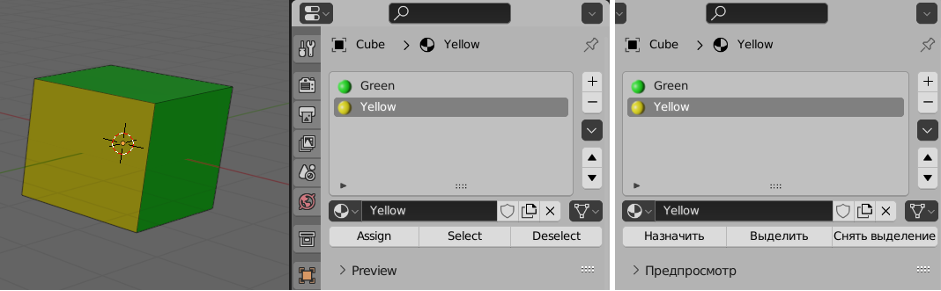 Cube > Yellow
Green
Yellow
Yellow
Assign Select Deselect
Preview
Cube > Yellow
Green
Yellow
Yellow
Назначить Выделить Снять выделение
Предпросмотр